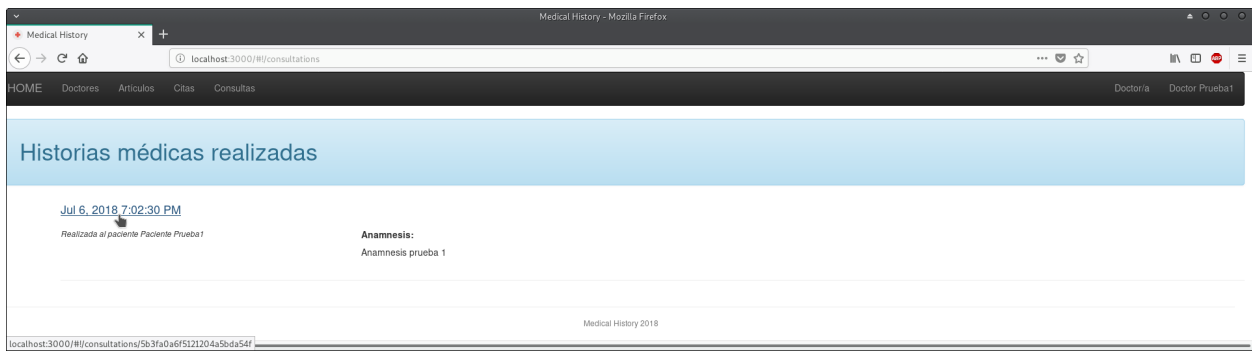 Medical History - Mozilla Firefox
Medical History
localhost:3000/#!/consultations
ABP
HOME Doctores Artículos Citas Consultas Doctor/a Doctor Prueba1
Historias médicas realizadas
Jul 6, 2018 7:02:30 PM
Realizada al paciente Paciente Prueba1
Anamnesis:
Anamnesis prueba 1
Medical History 2018
localhost:3000/#!/consultations/5b3fa0a6f5121204a5bda54f